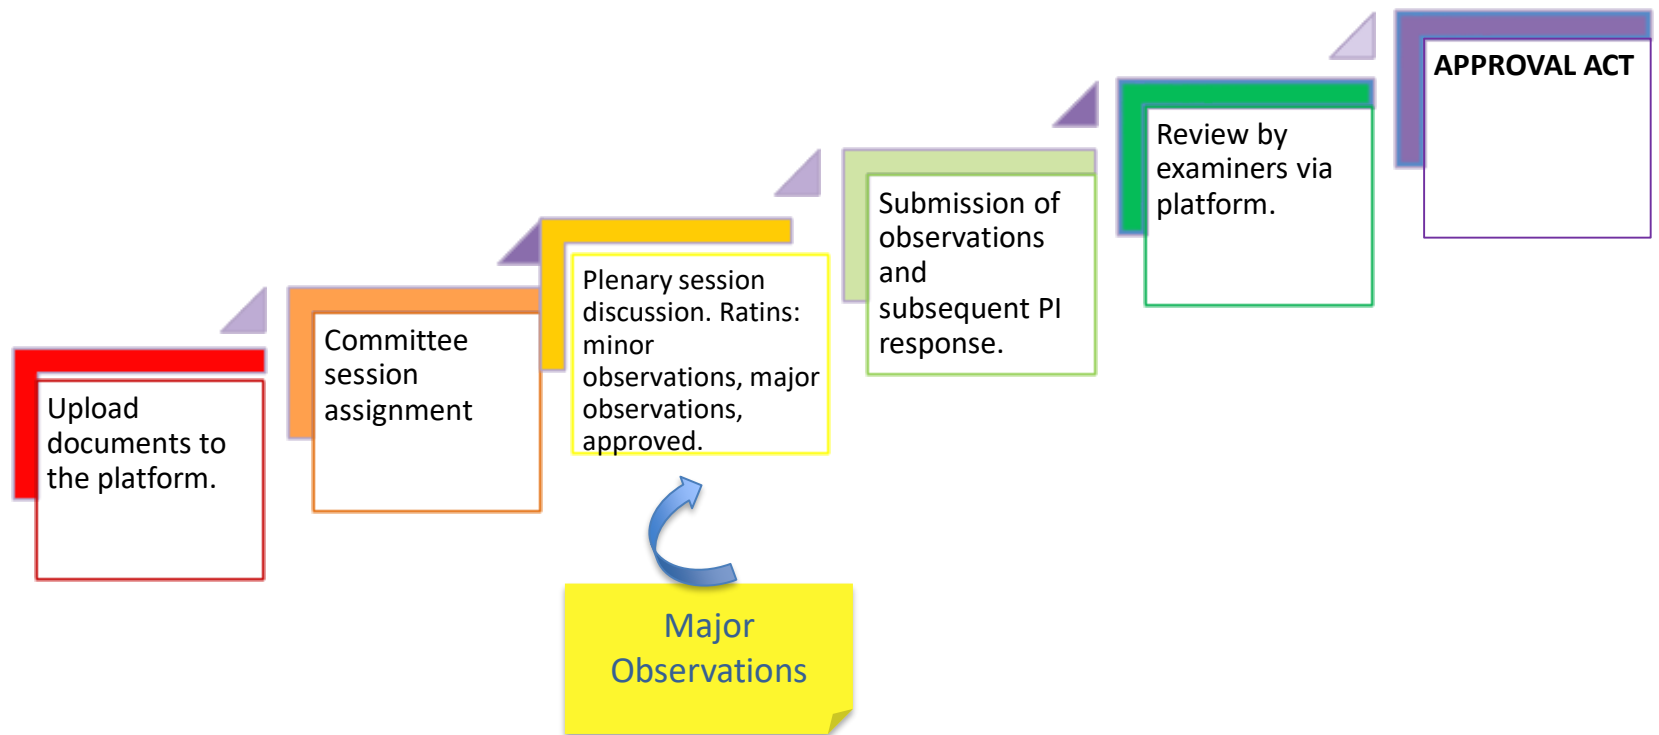 Upload
documents to
the platform.
Committee
session
assignment
Plenary session
discussion. Ratins:
minor
observations, major
observations,
approved.
Major
Observations
Submission of
observations
and
subsequent PI
response.
Review by
examiners via
platform.
APPROVAL ACT